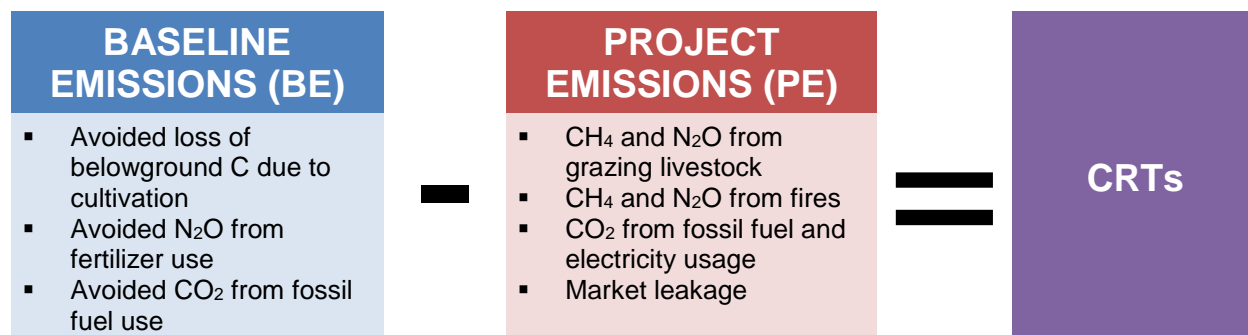 BASELINE
EMISSIONS (BE)
▪ Avoided loss of
belowground C due to
cultivation
▪ Avoided N₂O from
fertilizer use
▪ Avoided CO₂ from fossil
fuel use
PROJECT
EMISSIONS (PE)
▪ CH₄ and N₂O from
grazing livestock
▪ CH₄ and N₂O from fires
▪ CO₂ from fossil fuel and
electricity usage
▪ Market leakage
CRTs